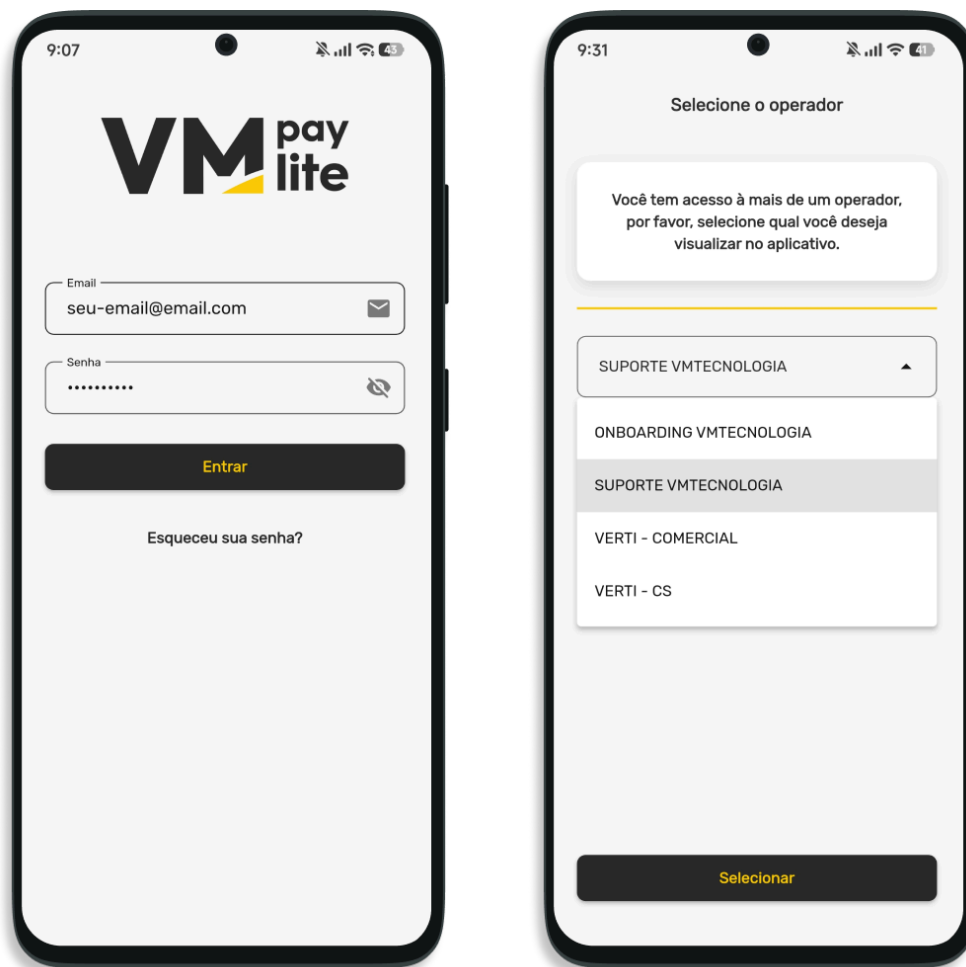 9:07
43
VM pay
lite
Email
seu-email@email.com
Senha
••••••••••
Entrar
Esqueceu sua senha?
9:31
41
Selecione o operador
Você tem acesso à mais de um operador,
por favor, selecione qual você deseja
visualizar no aplicativo.
SUPORTE VMTECNOLOGIA
ONBOARDING VMTECNOLOGIA
SUPORTE VMTECNOLOGIA
VERTI - COMERCIAL
VERTI - CS
Selecionar